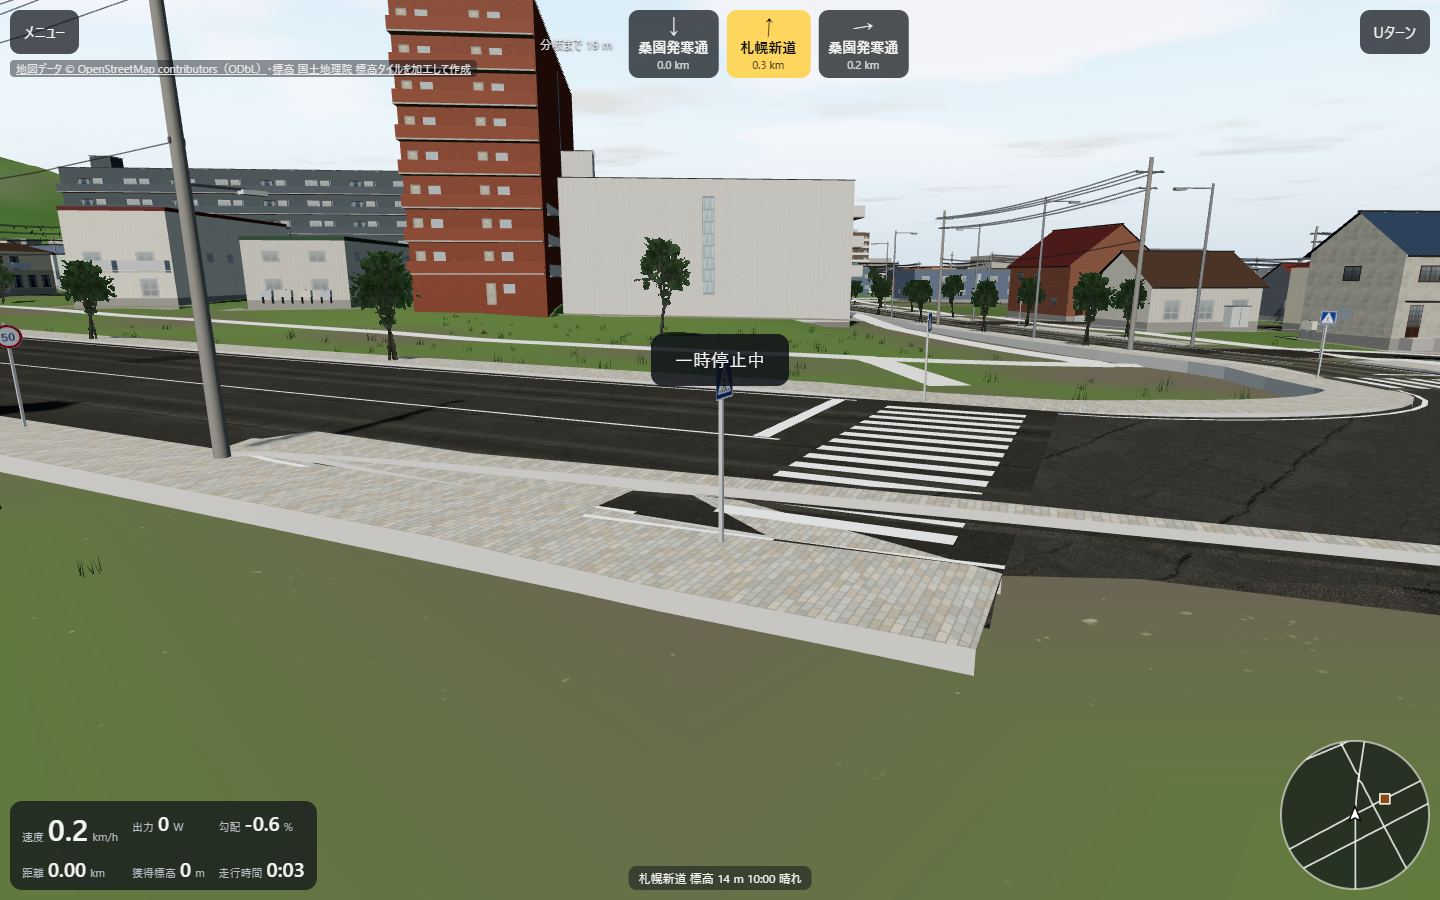 メニュー
地図データ © OpenStreetMap contributors（ODbL）・標高 国土地理院 標高タイルを加工して作成
分岐まで 19 m
↓
桑園発寒通
0.0 km
↑
札幌新道
0.3 km
→
桑園発寒通
0.2 km
Uターン
50
一時停止中
速度 0.2 km/h
出力 0 W
勾配 -0.6 %
距離 0.00 km
獲得標高 0 m
走行時間 0:03
札幌新道 標高 14 m 10:00 晴れ